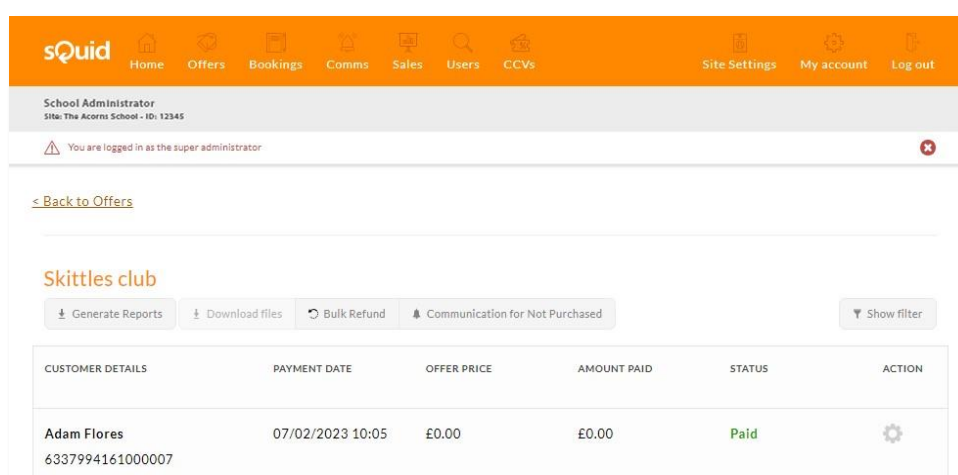 sQuid
Home Offers Bookings Comms Sales Users CCVs Site Settings My account Log out
School Administrator
Site: The Acorns School - ID: 12345
You are logged in as the super administrator
< Back to Offers
Skittles club
Generate Reports Download files Bulk Refund Communication for Not Purchased Show filter
CUSTOMER DETAILS PAYMENT DATE OFFER PRICE AMOUNT PAID STATUS ACTION
Adam Flores 07/02/2023 10:05 £0.00 £0.00 Paid
6337994161000007